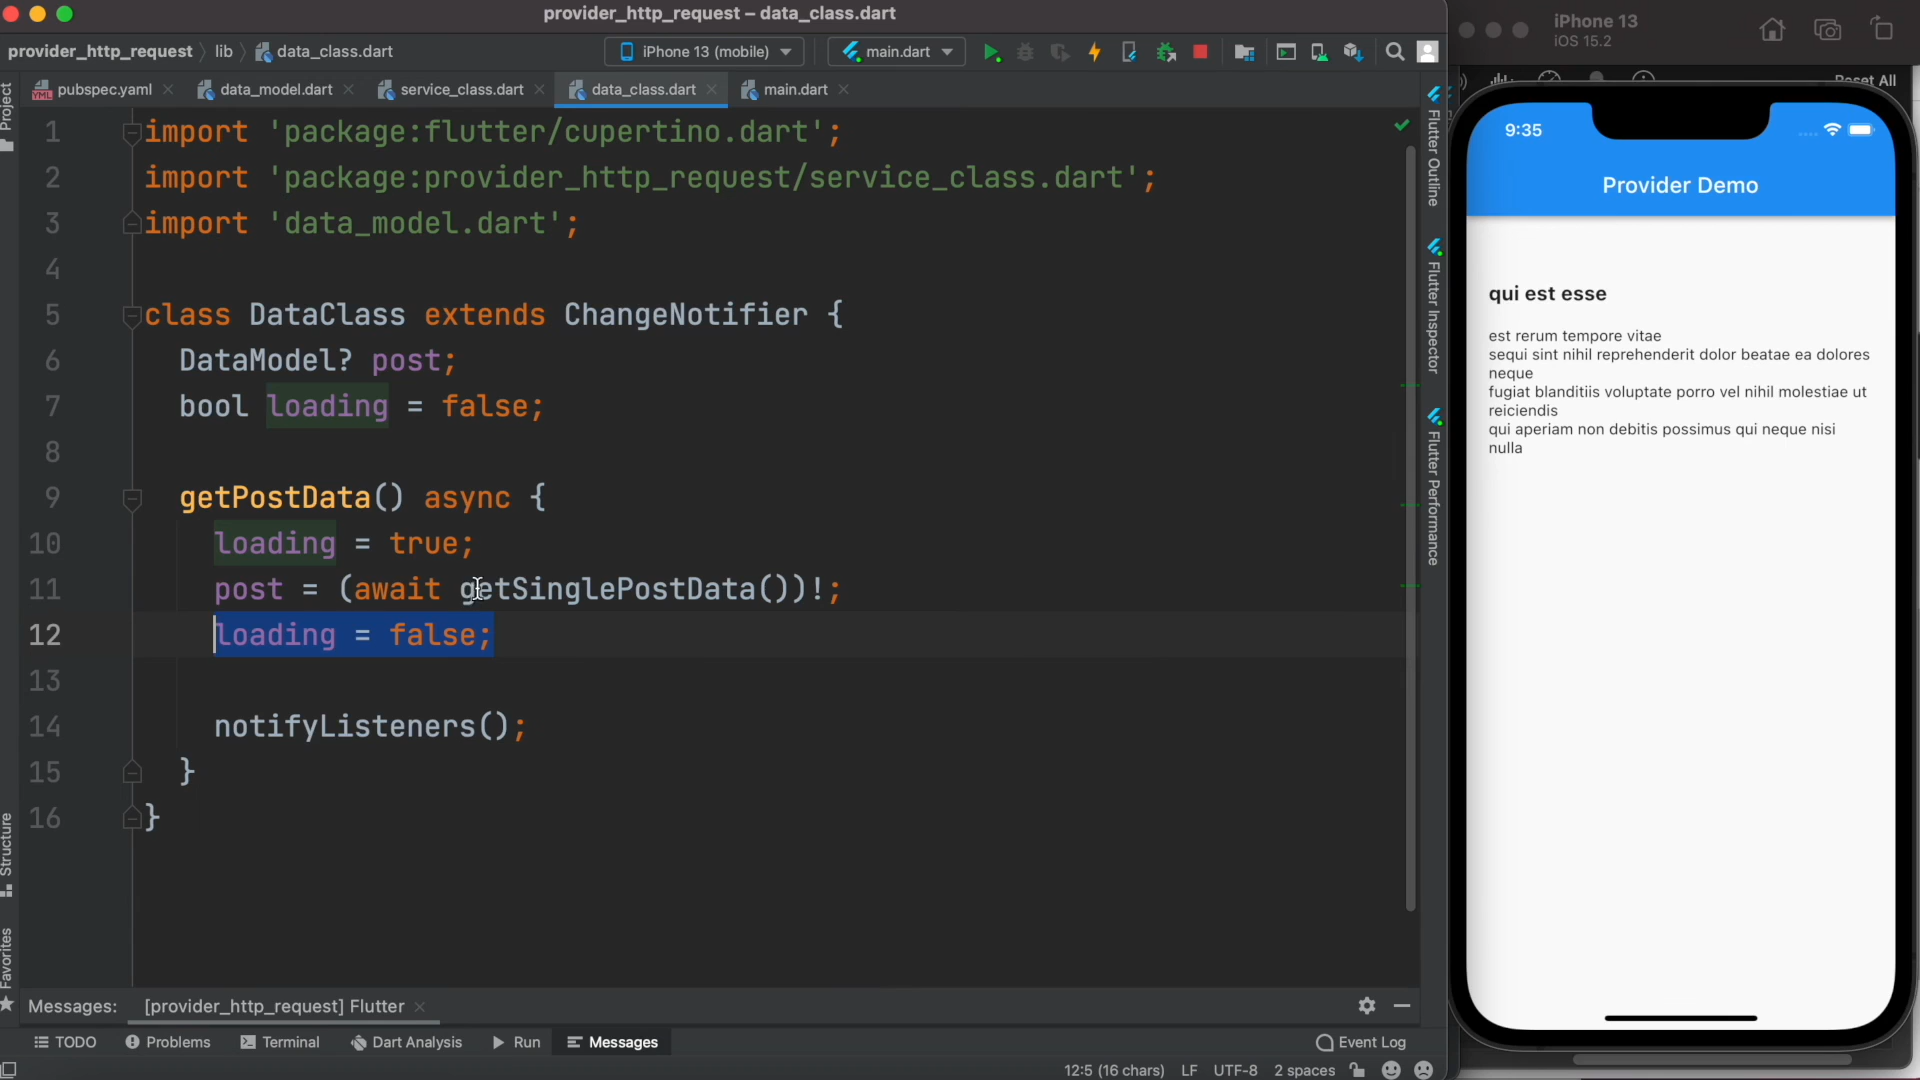 provider_http_request – data_class.dart
iPhone 13
iOS 15.2
provider_http_request
lib
data_class.dart
iPhone 13 (mobile)
main.dart
Reset All
pubspec.yaml
data_model.dart
service_class.dart
data_class.dart
main.dart
Project
Structure
Favorites
1 import 'package:flutter/cupertino.dart';
2 import 'package:provider_http_request/service_class.dart';
3 import 'data_model.dart';
4
5 class DataClass extends ChangeNotifier {
6 DataModel? post;
7 bool loading = false;
8
9 getPostData() async {
10 loading = true;
11 post = (await getSinglePostData())!;
12 loading = false;
13
14 notifyListeners();
15 }
16 }
Flutter Outline
Flutter Inspector
Flutter Performance
9:35
Provider Demo
qui est esse
est rerum tempore vitae
sequi sint nihil reprehenderit dolor beatae ea dolores
neque
fugiat blanditiis voluptate porro vel nihil molestiae ut
reiciendis
qui aperiam non debitis possimus qui neque nisi
nulla
Messages: [provider_http_request] Flutter
TODO
Problems
Terminal
Dart Analysis
Run
Messages
Event Log
12:5 (16 chars) LF UTF-8 2 spaces